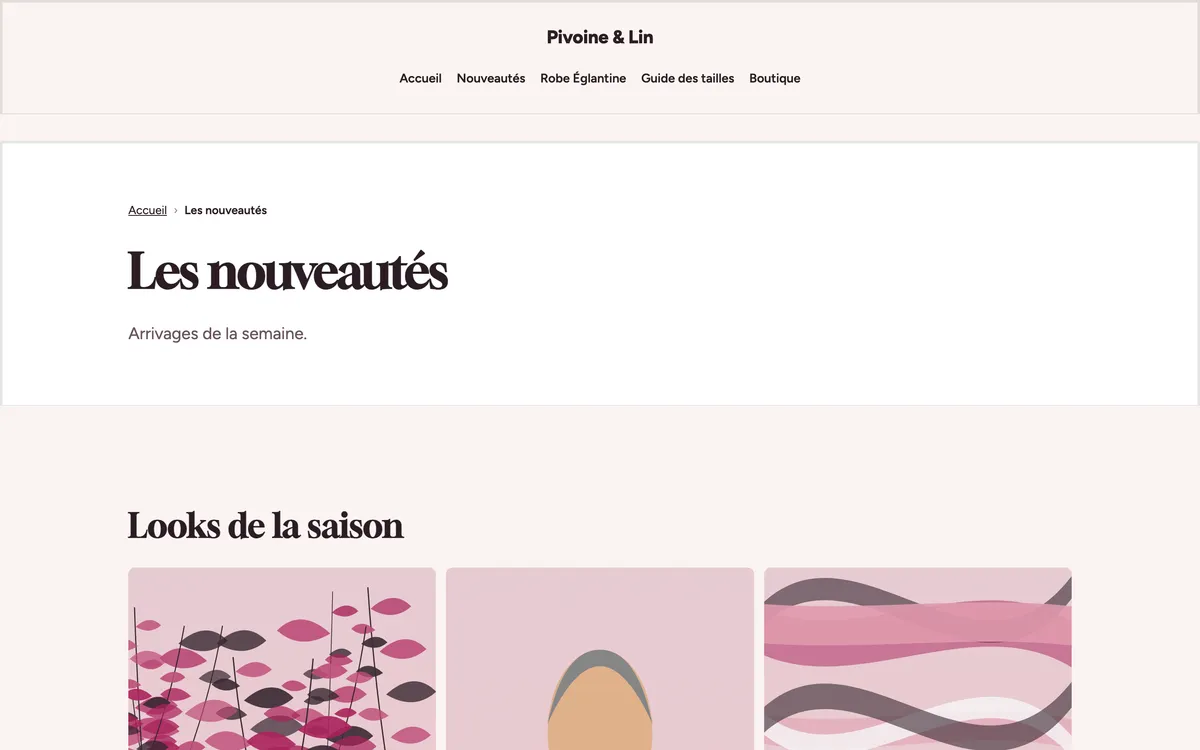 Pivoine & Lin
Accueil Nouveautés Robe Églantine Guide des tailles Boutique
Accueil › Les nouveautés
Les nouveautés
Arrivages de la semaine.
Looks de la saison